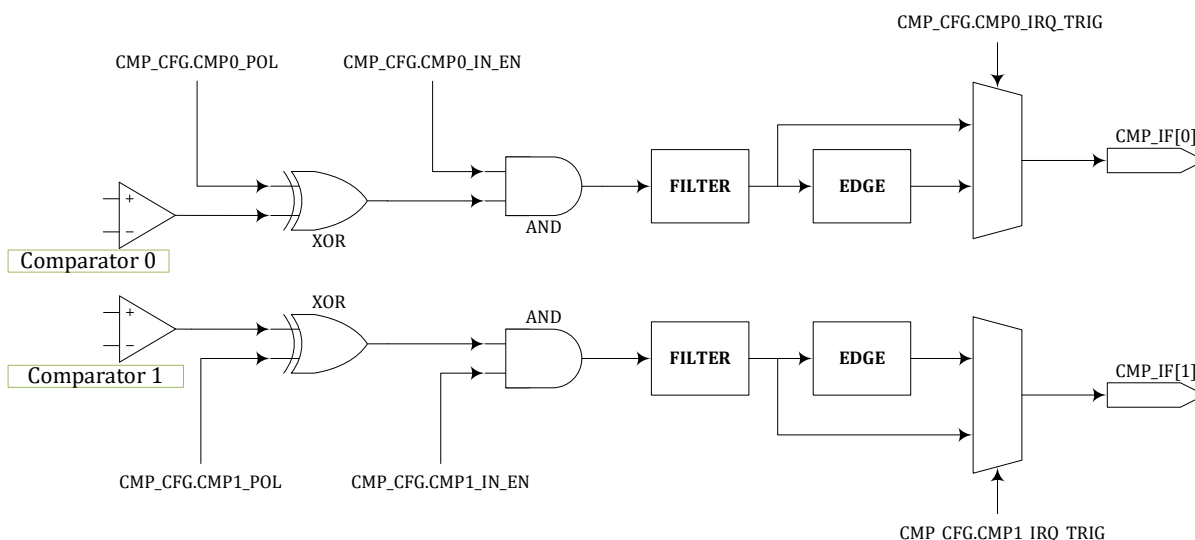 CMP_CFG.CMP0_IRQ_TRIG
CMP_CFG.CMP0_POL
CMP_CFG.CMP0_IN_EN
CMP_IF[0]
FILTER
EDGE
+
−
AND
XOR
Comparator 0
XOR
AND
+
−
FILTER
EDGE
Comparator 1
CMP_IF[1]
CMP_CFG.CMP1_POL
CMP_CFG.CMP1_IN_EN
CMP_CFG.CMP1_IRQ_TRIG